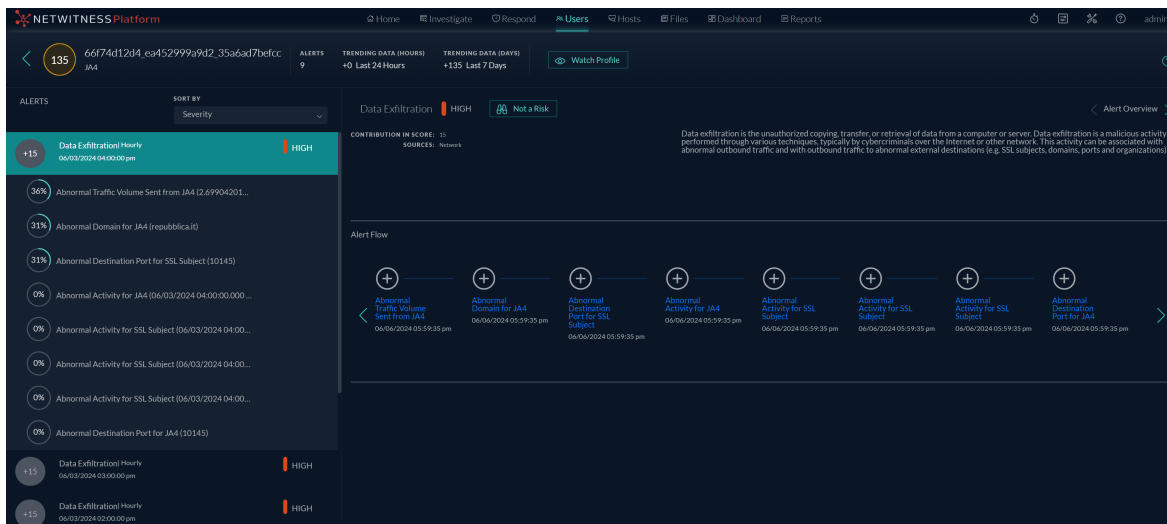 NETWITNESS Platform
Home
Investigate
Respond
Users
Hosts
Files
Dashboard
Reports
admin
135
66f74d12d4_ea452999a9d2_35a6ad7befcc
JA4
ALERTS
9
TRENDING DATA (HOURS)
+0 Last 24 Hours
TRENDING DATA (DAYS)
+135 Last 7 Days
Watch Profile
ALERTS
SORT BY
Severity
+15
Data Exfiltration| Hourly
06/03/2024 04:00:00 pm
HIGH
36%
Abnormal Traffic Volume Sent from JA4 (2.69904201...
31%
Abnormal Domain for JA4 (repubblica.it)
31%
Abnormal Destination Port for SSL Subject (10145)
0%
Abnormal Activity for JA4 (06/03/2024 04:00:00.000 ...
0%
Abnormal Activity for SSL Subject (06/03/2024 04:00...
0%
Abnormal Activity for SSL Subject (06/03/2024 04:00...
0%
Abnormal Activity for SSL Subject (06/03/2024 04:00...
0%
Abnormal Destination Port for JA4 (10145)
+15
Data Exfiltration| Hourly
06/03/2024 03:00:00 pm
HIGH
+15
Data Exfiltration| Hourly
06/03/2024 02:00:00 pm
HIGH
Data Exfiltration
HIGH
Not a Risk
Alert Overview
CONTRIBUTION IN SCORE: 15
SOURCES: Network
Data exfiltration is the unauthorized copying, transfer, or retrieval of data from a computer or server. Data exfiltration is a malicious activity
performed through various techniques, typically by cybercriminals over the Internet or other network. This activity can be associated with
abnormal outbound traffic and with outbound traffic to abnormal external destinations (e.g. SSL subjects, domains, ports and organizations)
Alert Flow
Abnormal
Traffic Volume
Sent from JA4
06/06/2024 05:59:35 pm
Abnormal
Domain for JA4
06/06/2024 05:59:35 pm
Abnormal
Destination
Port for SSL
Subject
06/06/2024 05:59:35 pm
Abnormal
Activity for JA4
06/06/2024 05:59:35 pm
Abnormal
Activity for SSL
Subject
06/06/2024 05:59:35 pm
Abnormal
Activity for SSL
Subject
06/06/2024 05:59:35 pm
Abnormal
Activity for SSL
Subject
06/06/2024 05:59:35 pm
Abnormal
Destination
Port for JA4
06/06/2024 05:59:35 pm